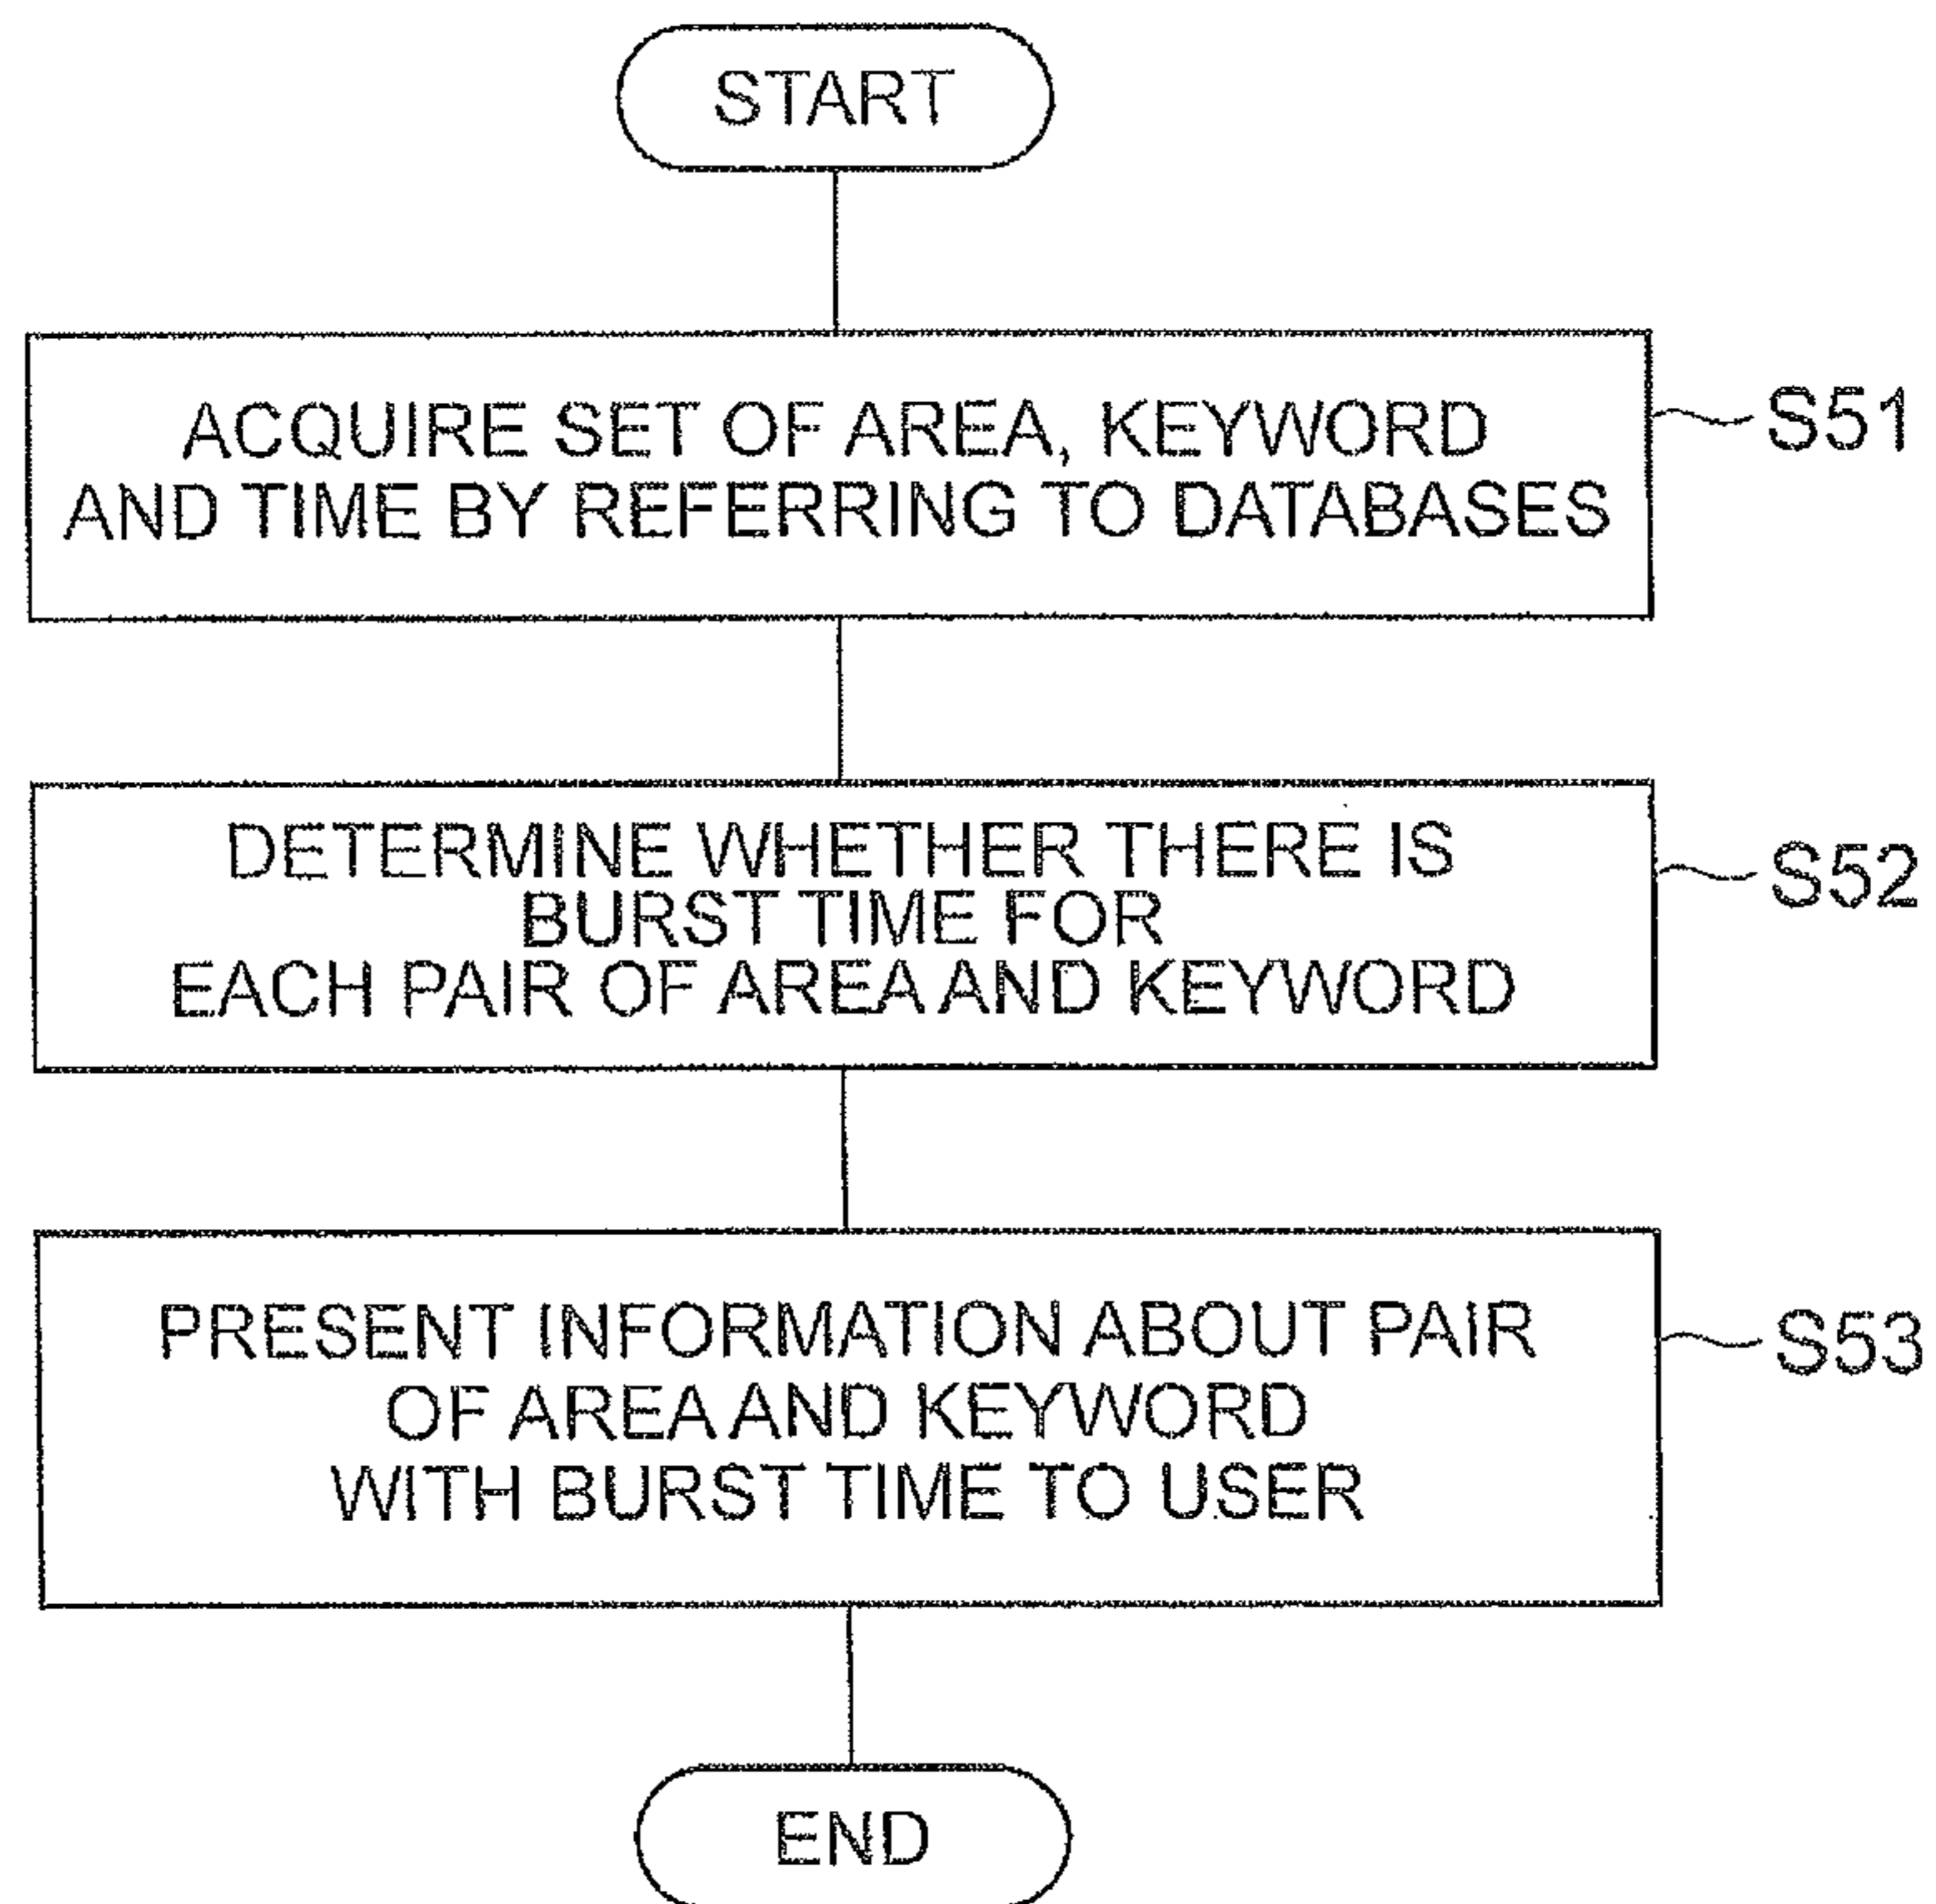 START
ACQUIRE SET OF AREA, KEYWORD
AND TIME BY REFERRING TO DATABASES
S51
DETERMINE WHETHER THERE IS
BURST TIME FOR
EACH PAIR OF AREA AND KEYWORD
S52
PRESENT INFORMATION ABOUT PAIR
OF AREA AND KEYWORD
WITH BURST TIME TO USER
S53
END